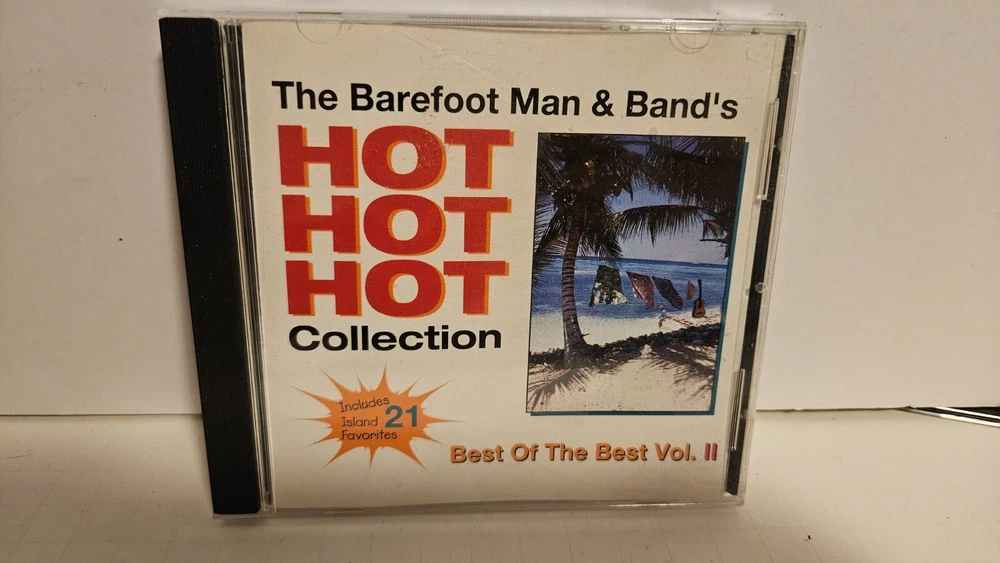 The Barefoot Man & Band's
HOT
HOT
HOT
Collection
Includes
Island 21
Favorites
Best Of The Best Vol. II